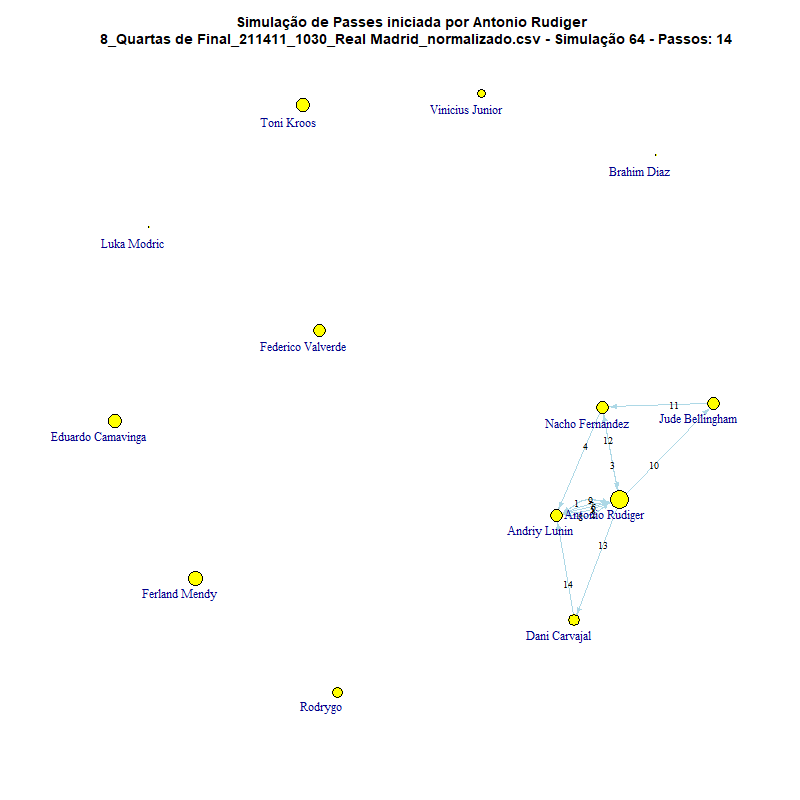 Simulação de Passes iniciada por Antonio Rudiger
8_Quartas de Final_211411_1030_Real Madrid_normalizado.csv - Simulação 64 - Passos: 14
Vinicius Junior
Toni Kroos
Brahim Diaz
Luka Modric
Federico Valverde
11
Nacho Fernandez
Jude Bellingham
Eduardo Camavinga
12
4
3
10
1
Antonio Rudiger
Andriy Lunin
13
14
Ferland Mendy
Dani Carvajal
Rodrygo